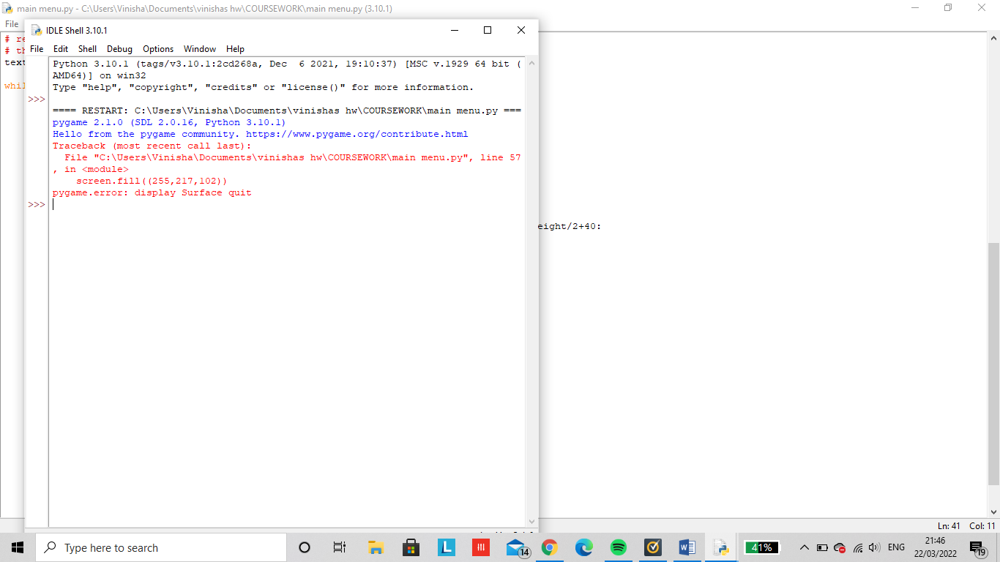 main menu.py - C:\Users\Vinisha\Documents\vinishas hw\COURSEWORK\main menu.py (3.10.1)
File
IDLE Shell 3.10.1
File Edit Shell Debug Options Window Help
# re
# th
text
whil
Python 3.10.1 (tags/v3.10.1:2cd268a, Dec  6 2021, 19:10:37) [MSC v.1929 64 bit (
AMD64)] on win32
Type "help", "copyright", "credits" or "license()" for more information.
>>>
==== RESTART: C:\Users\Vinisha\Documents\vinishas hw\COURSEWORK\main menu.py ===
pygame 2.1.0 (SDL 2.0.16, Python 3.10.1)
Hello from the pygame community. https://www.pygame.org/contribute.html
Traceback (most recent call last):
  File "C:\Users\Vinisha\Documents\vinishas hw\COURSEWORK\main menu.py", line 57
, in <module>
    screen.fill((255,217,102))
pygame.error: display Surface quit
>>>
eight/2+40:
Ln: 41 Col: 11
Type here to search
L
14
41%
ENG
21:46
22/03/2022
19